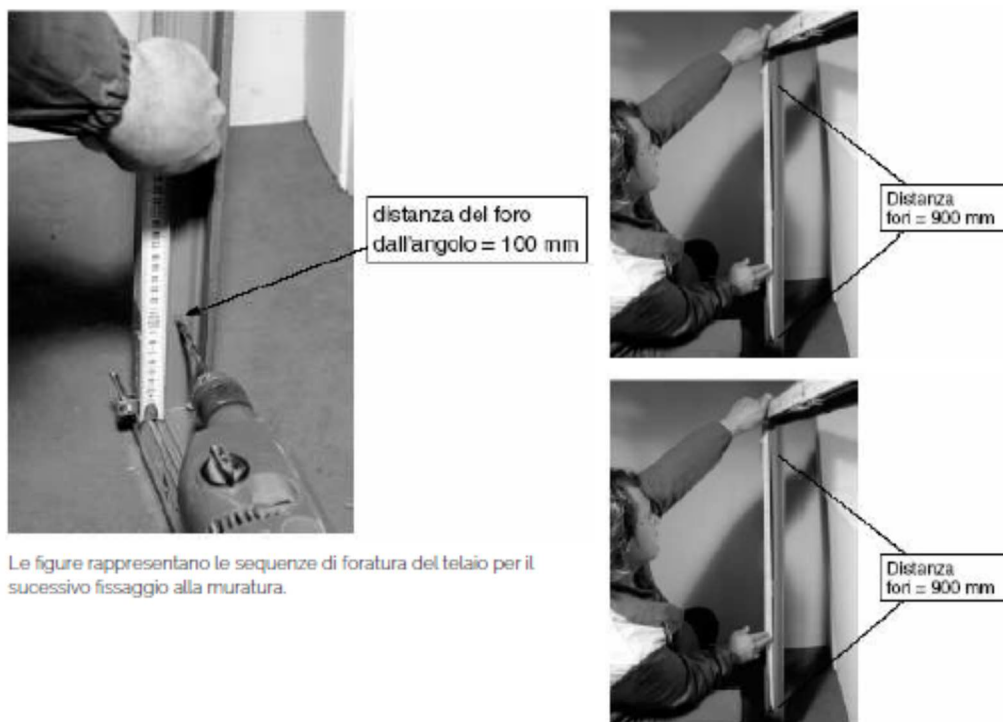 distanza del foro
dall'angolo = 100 mm
Distanza
fori = 900 mm
Distanza
fori = 900 mm
Le figure rappresentano le sequenze di foratura del telaio per il
sucessivo fissaggio alla muratura.